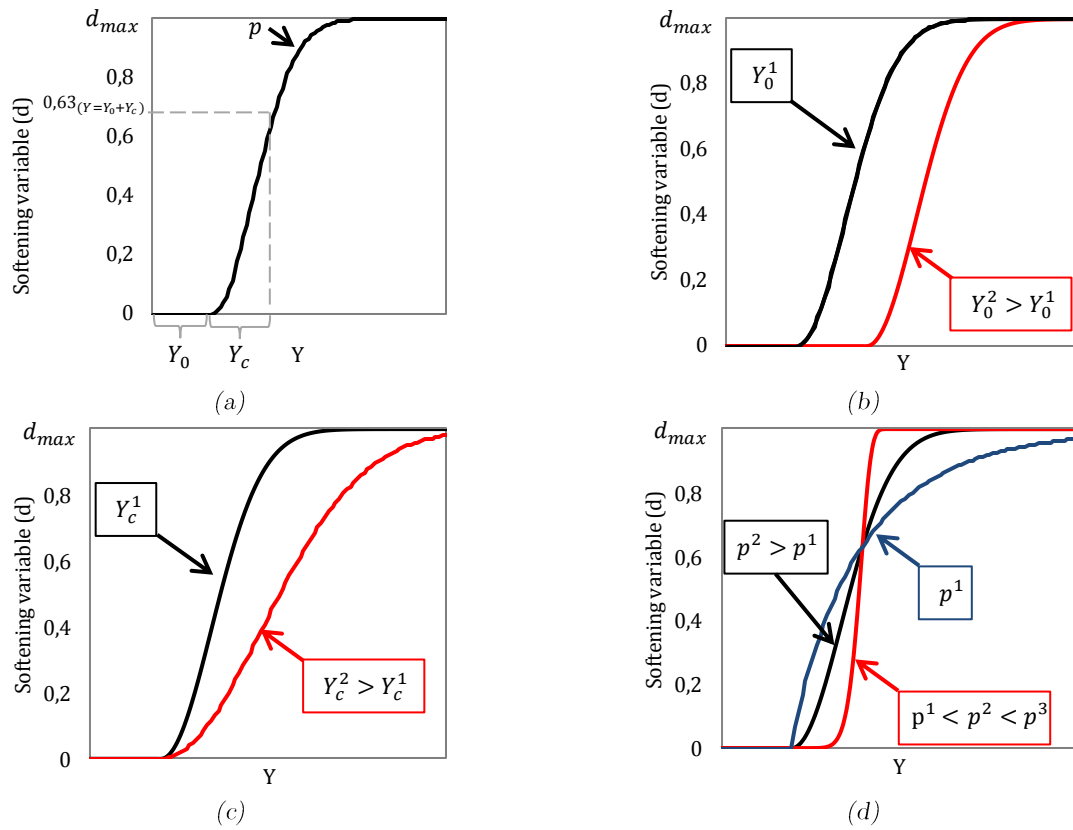 d_max
p
0,8
0,63(Y=Y_0+Y_c)
0,6
0,4
0,2
0
Softening variable (d)
Y_0
Y_c
Y
(a)
d_max
Y_0^1
0,8
0,6
0,4
0,2
0
Softening variable (d)
Y_0^2 > Y_0^1
Y
(b)
d_max
Y_c^1
0,8
0,6
0,4
0,2
0
Softening variable (d)
Y_c^2 > Y_c^1
Y
(c)
d_max
0,8
0,6
0,4
0,2
0
Softening variable (d)
p^2 > p^1
p^1
p^1 < p^2 < p^3
Y
(d)